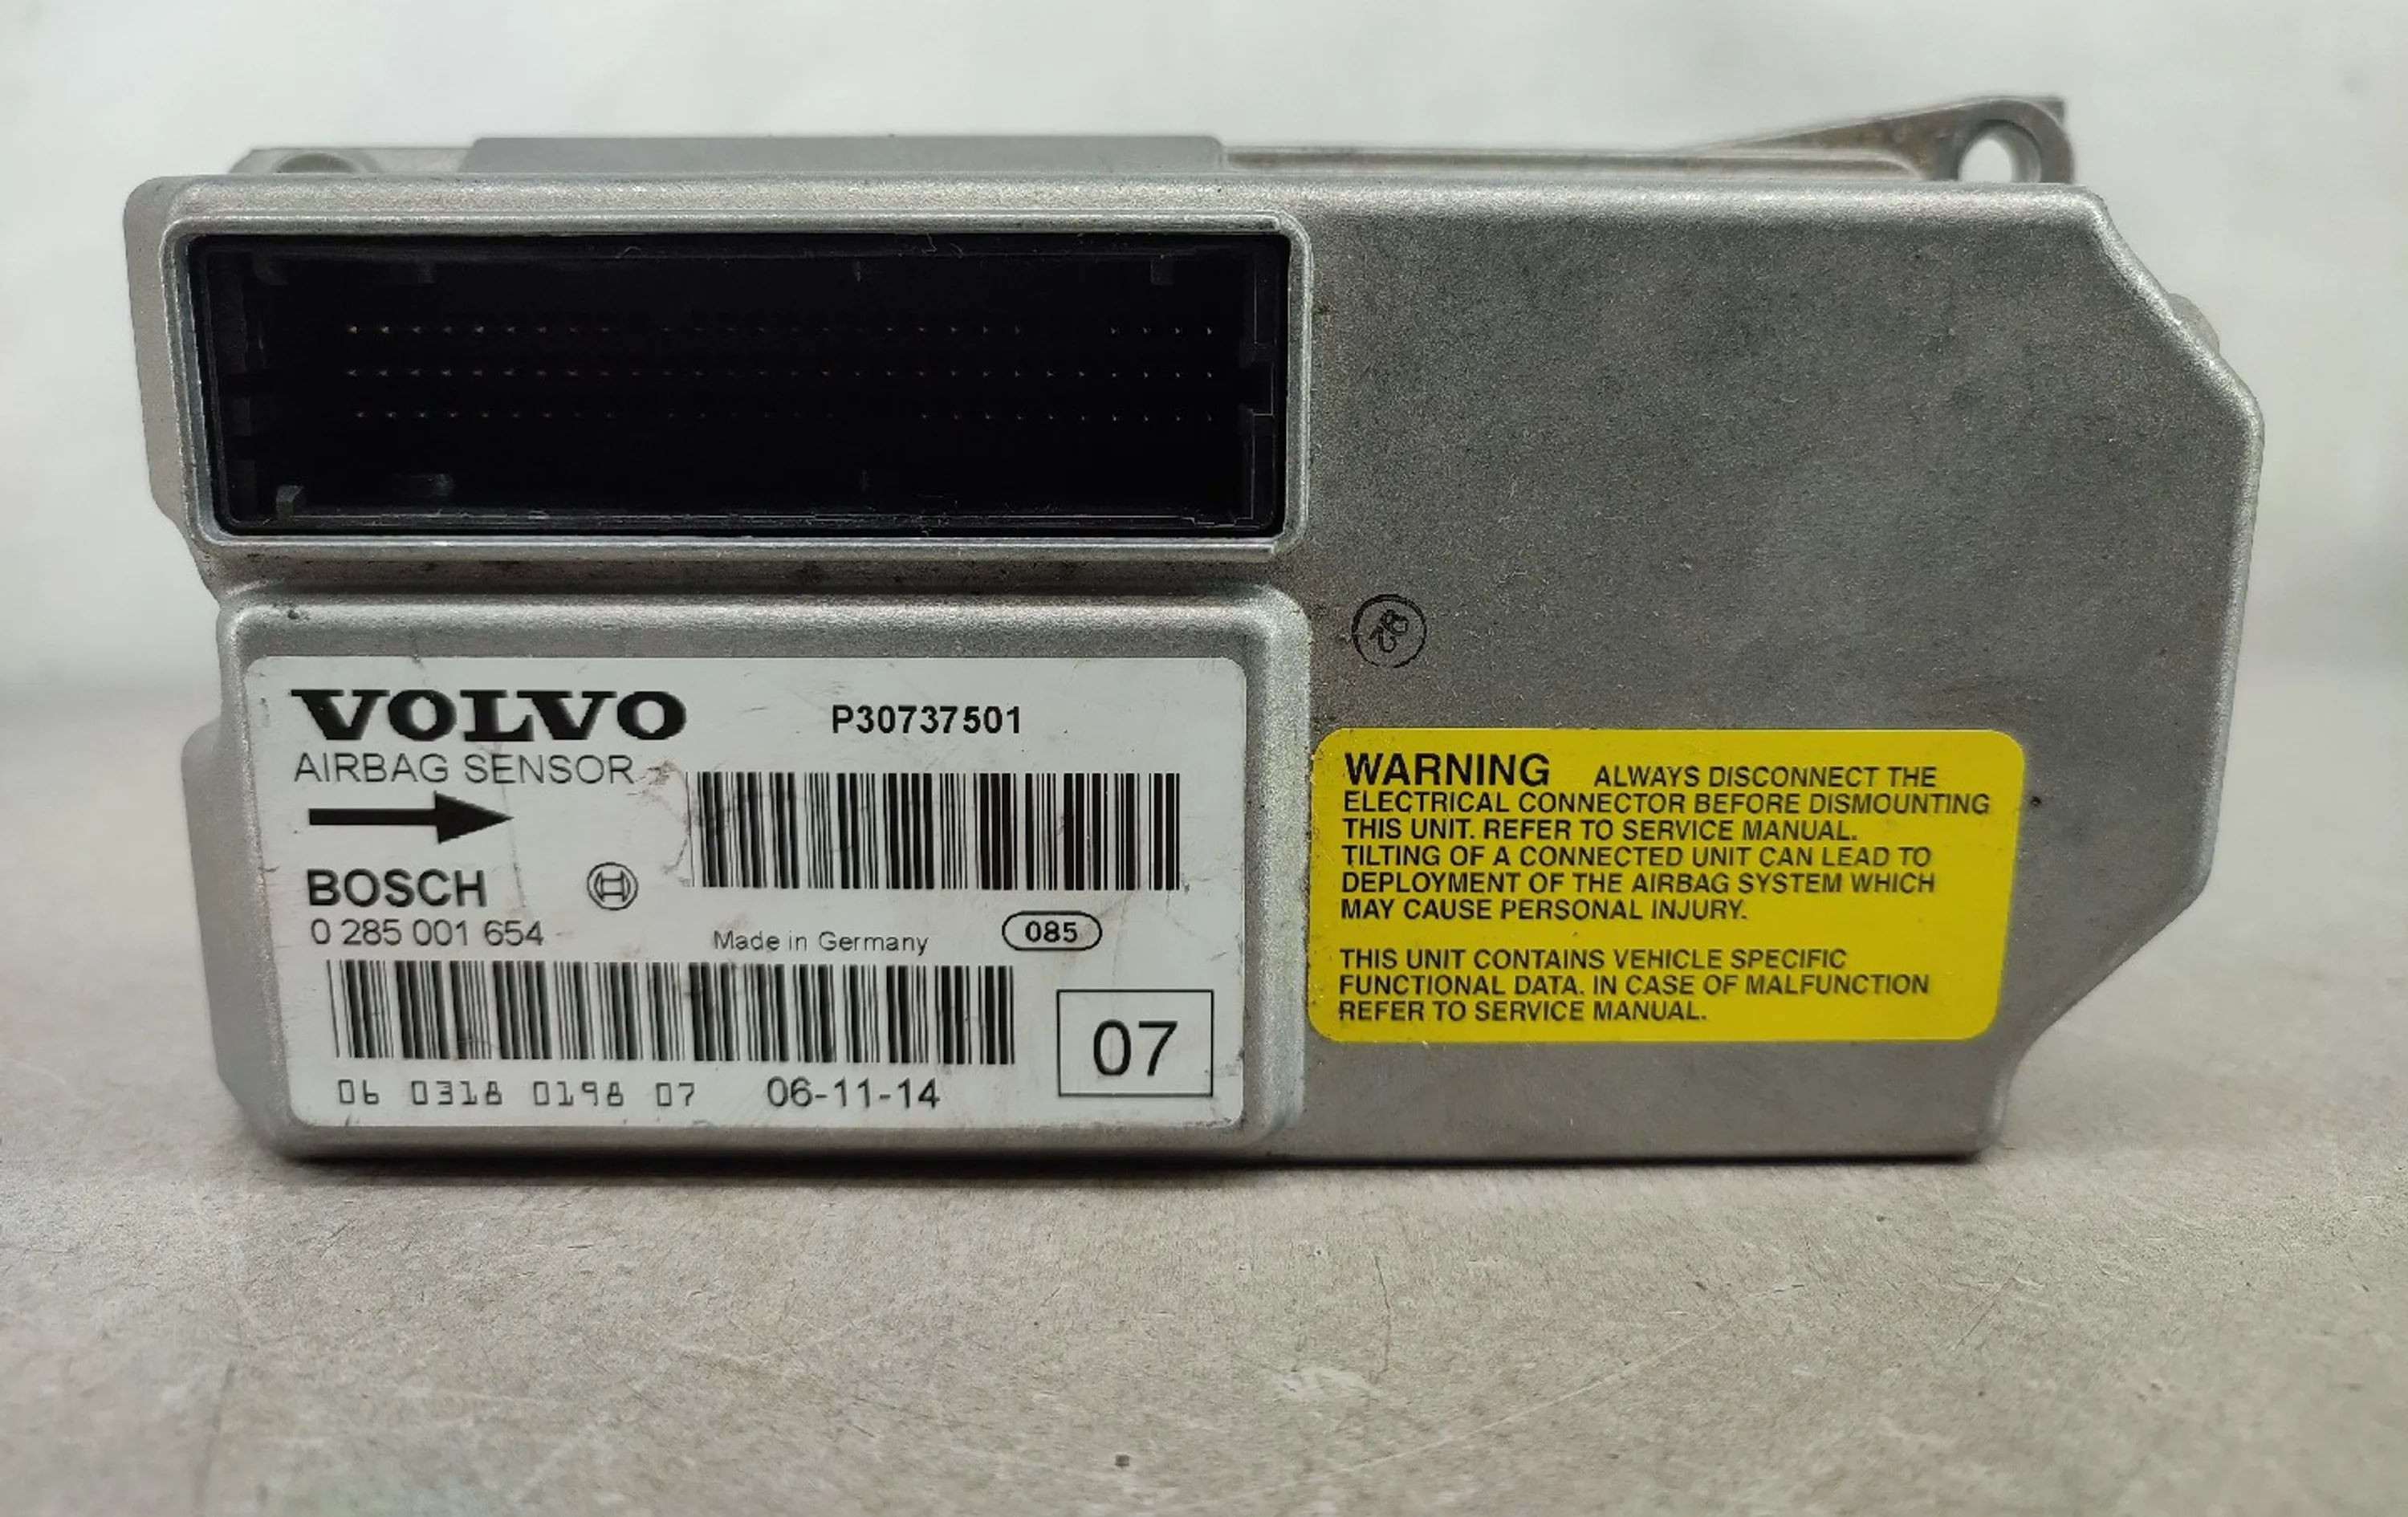 VOLVO P30737501
AIRBAG SENSOR
BOSCH
0 285 001 654
Made in Germany 085
06 0318 0198 07 06-11-14
07
WARNING ALWAYS DISCONNECT THE
ELECTRICAL CONNECTOR BEFORE DISMOUNTING
THIS UNIT. REFER TO SERVICE MANUAL.
TILTING OF A CONNECTED UNIT CAN LEAD TO
DEPLOYMENT OF THE AIRBAG SYSTEM WHICH
MAY CAUSE PERSONAL INJURY.
THIS UNIT CONTAINS VEHICLE SPECIFIC
FUNCTIONAL DATA. IN CASE OF MALFUNCTION
REFER TO SERVICE MANUAL.